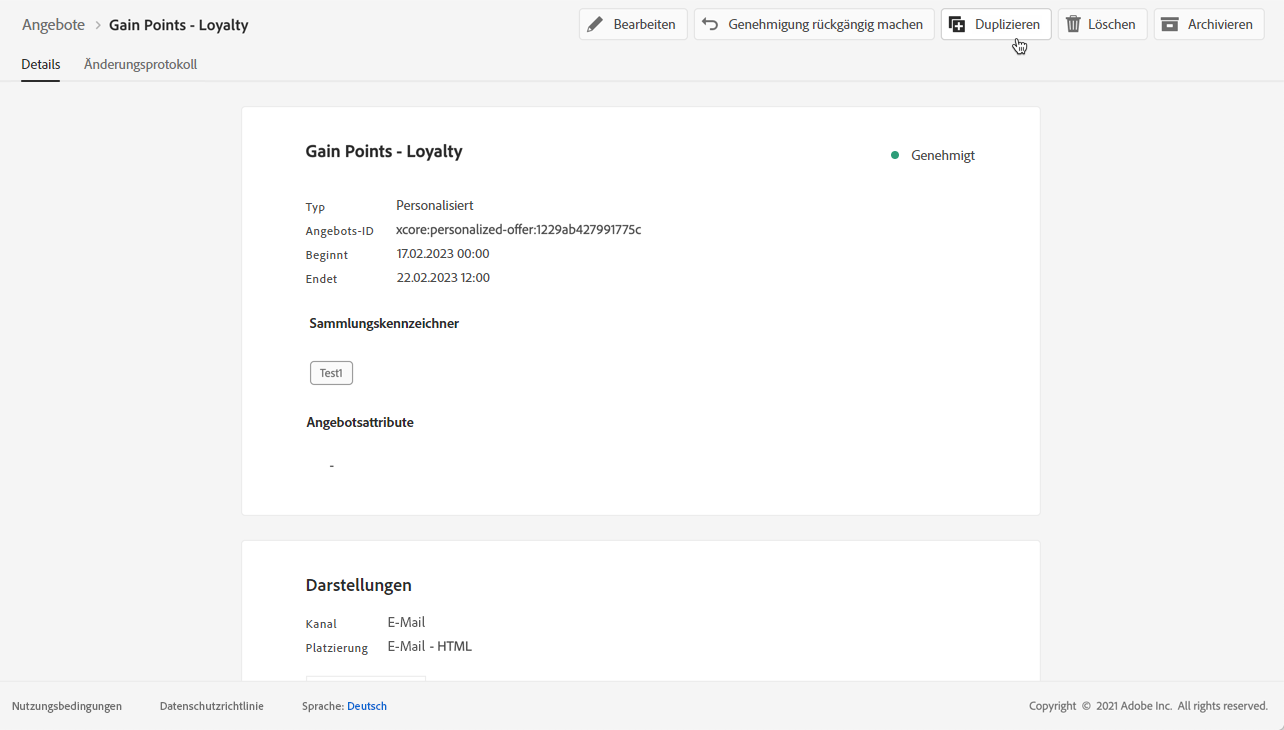 Angebote > Gain Points - Loyalty
Bearbeiten
Genehmigung rückgängig machen
Duplizieren
Löschen
Archivieren
Details
Änderungsprotokoll
Gain Points - Loyalty
Genehmigt
Typ Personalisiert
Angebots-ID xcore:personalized-offer:1229ab427991775c
Beginnt 17.02.2023 00:00
Endet 22.02.2023 12:00
Sammlungskennzeichner
Test1
Angebotsattribute
-
Darstellungen
Kanal E-Mail
Platzierung E-Mail - HTML
Nutzungsbedingungen Datenschutzrichtlinie Sprache: Deutsch Copyright © 2021 Adobe Inc. All rights reserved.